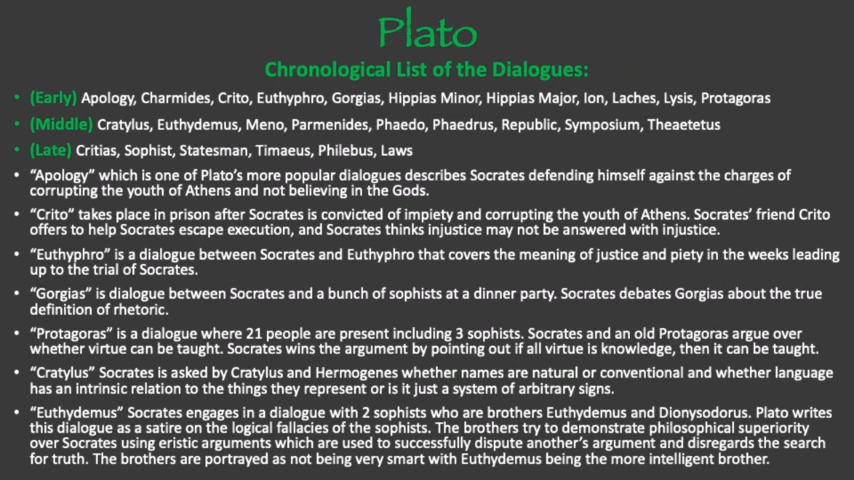 Plato
Chronological List of the Dialogues:
• (Early) Apology, Charmides, Crito, Euthyphro, Gorgias, Hippias Minor, Hippias Major, Ion, Laches, Lysis, Protagoras
• (Middle) Cratylus, Euthydemus, Meno, Parmenides, Phaedo, Phaedrus, Republic, Symposium, Theaetetus
• (Late) Critias, Sophist, Statesman, Timaeus, Philebus, Laws
• “Apology” which is one of Plato’s more popular dialogues describes Socrates defending himself against the charges of
corrupting the youth of Athens and not believing in the Gods.
• “Crito” takes place in prison after Socrates is convicted of impiety and corrupting the youth of Athens. Socrates’ friend Crito
offers to help Socrates escape execution, and Socrates thinks injustice may not be answered with injustice.
• “Euthyphro” is a dialogue between Socrates and Euthyphro that covers the meaning of justice and piety in the weeks leading
up to the trial of Socrates.
• “Gorgias” is dialogue between Socrates and a bunch of sophists at a dinner party. Socrates debates Gorgias about the true
definition of rhetoric.
• “Protagoras” is a dialogue where 21 people are present including 3 sophists. Socrates and an old Protagoras argue over
whether virtue can be taught. Socrates wins the argument by pointing out if all virtue is knowledge, then it can be taught.
• “Cratylus” Socrates is asked by Cratylus and Hermogenes whether names are natural or conventional and whether language
has an intrinsic relation to the things they represent or is it just a system of arbitrary signs.
• “Euthydemus” Socrates engages in a dialogue with 2 sophists who are brothers Euthydemus and Dionysodorus. Plato writes
this dialogue as a satire on the logical fallacies of the sophists. The brothers try to demonstrate philosophical superiority
over Socrates using eristic arguments which are used to successfully dispute another’s argument and disregards the search
for truth. The brothers are portrayed as not being very smart with Euthydemus being the more intelligent brother.